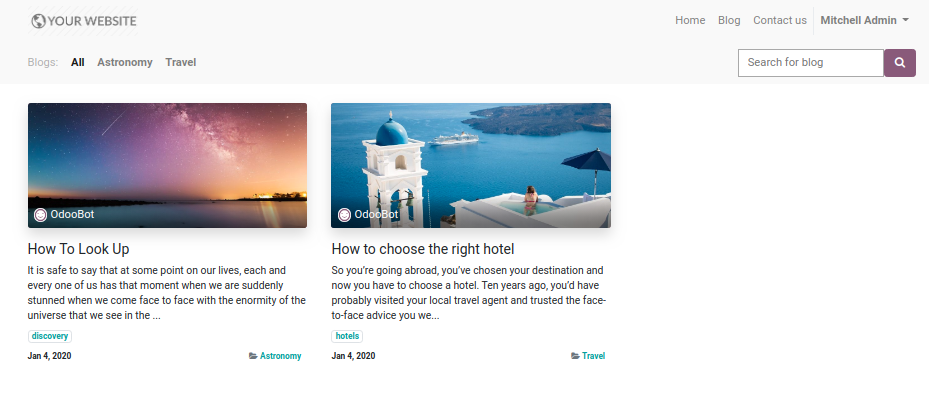 YOUR WEBSITE
Home Blog Contact us Mitchell Admin
Blogs: All Astronomy Travel
Search for blog
OdooBot
How To Look Up
It is safe to say that at some point on our lives, each and
every one of us has that moment when we are suddenly
stunned when we come face to face with the enormity of the
universe that we see in the ...
discovery
Jan 4, 2020 Astronomy
OdooBot
How to choose the right hotel
So you're going abroad, you've chosen your destination and
now you have to choose a hotel. Ten years ago, you'd have
probably visited your local travel agent and trusted the face-
to-face advice you we...
hotels
Jan 4, 2020 Travel